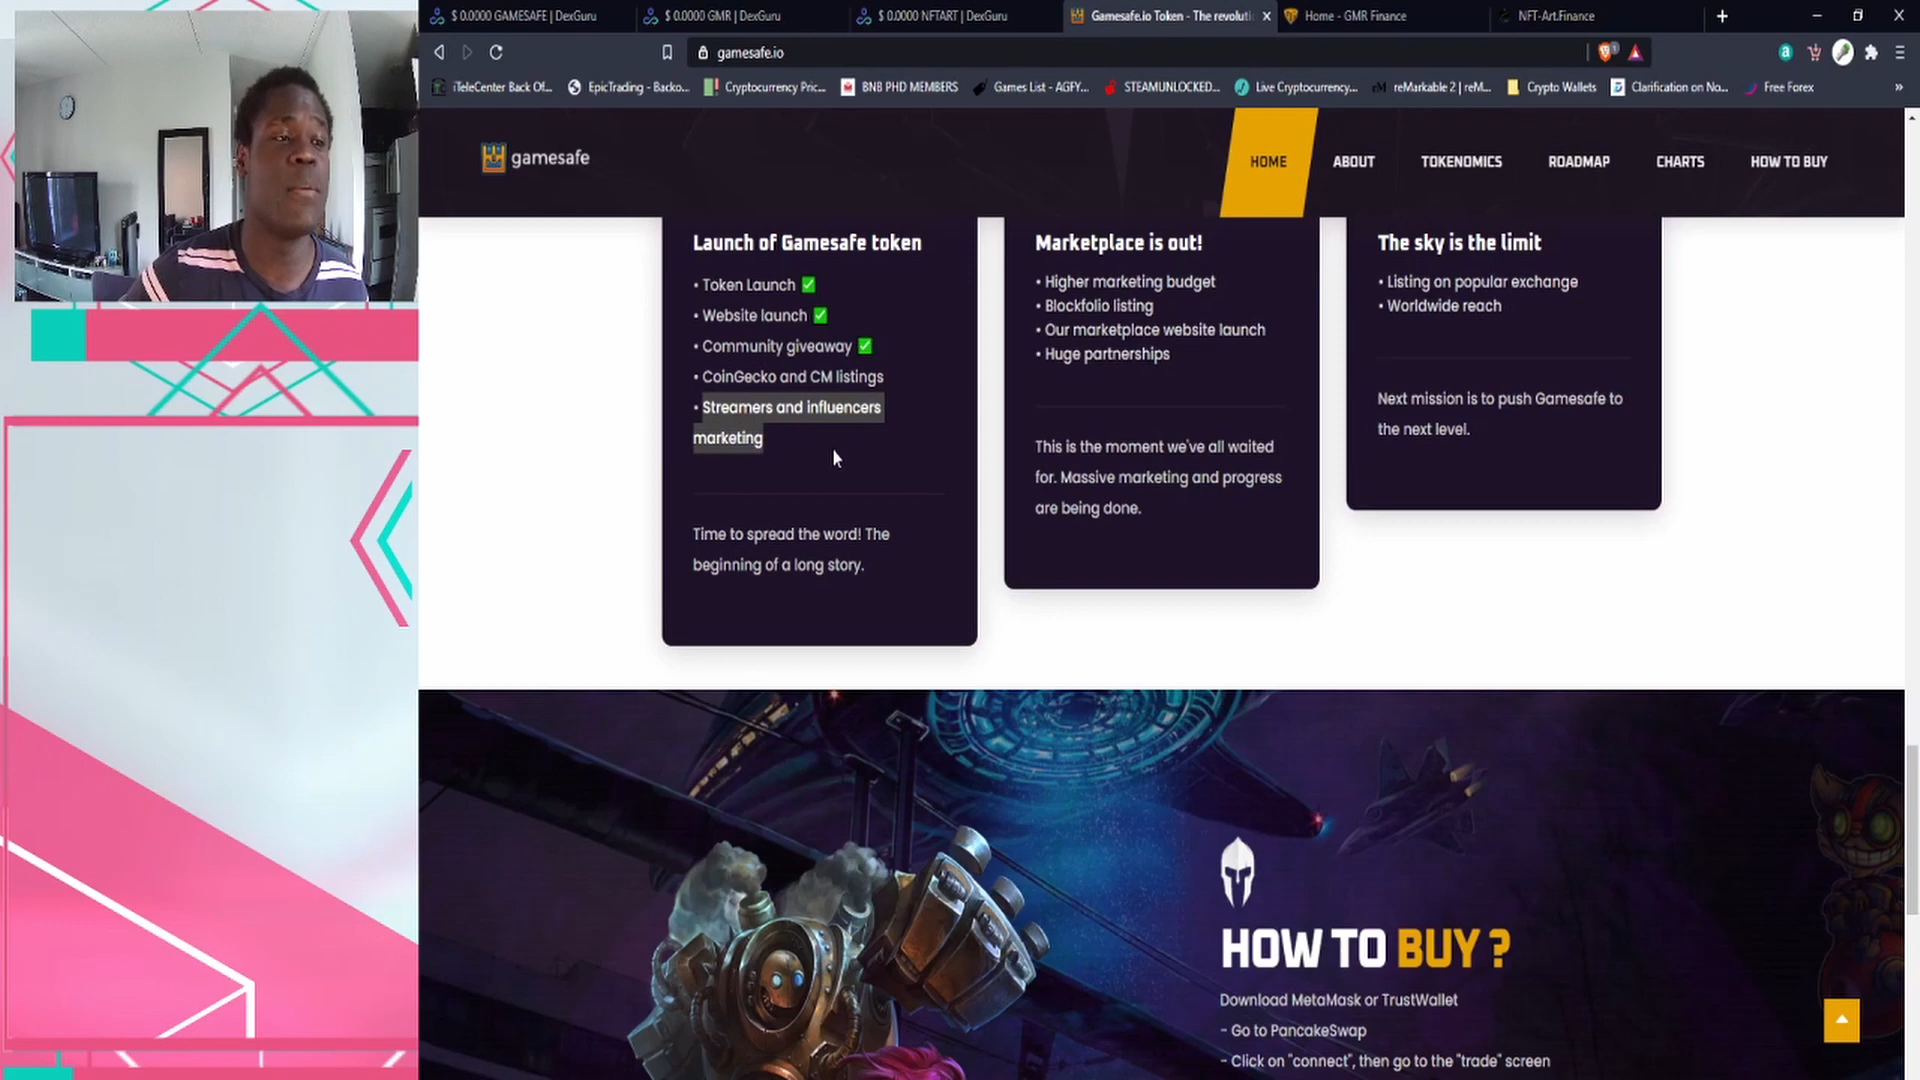 $ 0.0000 GAMESAFE | DexGuru
$ 0.0000 GMR | DexGuru
$ 0.0000 NFTART | DexGuru
Gamesafe.io Token - The revoluti
Home - GMR Finance
NFT-Art.Finance
gamesafe.io
iTeleCenter Back Of...
EpicTrading - Backo...
Cryptocurrency Pric...
BNB PHD MEMBERS
Games List - AGFY...
STEAMUNLOCKED...
Live Cryptocurrency...
reMarkable 2 | reM...
Crypto Wallets
Clarification on No...
Free Forex
gamesafe
HOME
ABOUT
TOKENOMICS
ROADMAP
CHARTS
HOW TO BUY
Launch of Gamesafe token
• Token Launch ✅
• Website launch ✅
• Community giveaway ✅
• CoinGecko and CM listings
• Streamers and influencers
marketing
Time to spread the word! The
beginning of a long story.
Marketplace is out!
• Higher marketing budget
• Blockfolio listing
• Our marketplace website launch
• Huge partnerships
This is the moment we've all waited
for. Massive marketing and progress
are being done.
The sky is the limit
• Listing on popular exchange
• Worldwide reach
Next mission is to push Gamesafe to
the next level.
HOW TO BUY ?
Download MetaMask or TrustWallet
- Go to PancakeSwap
- Click on "connect", then go to the "trade" screen